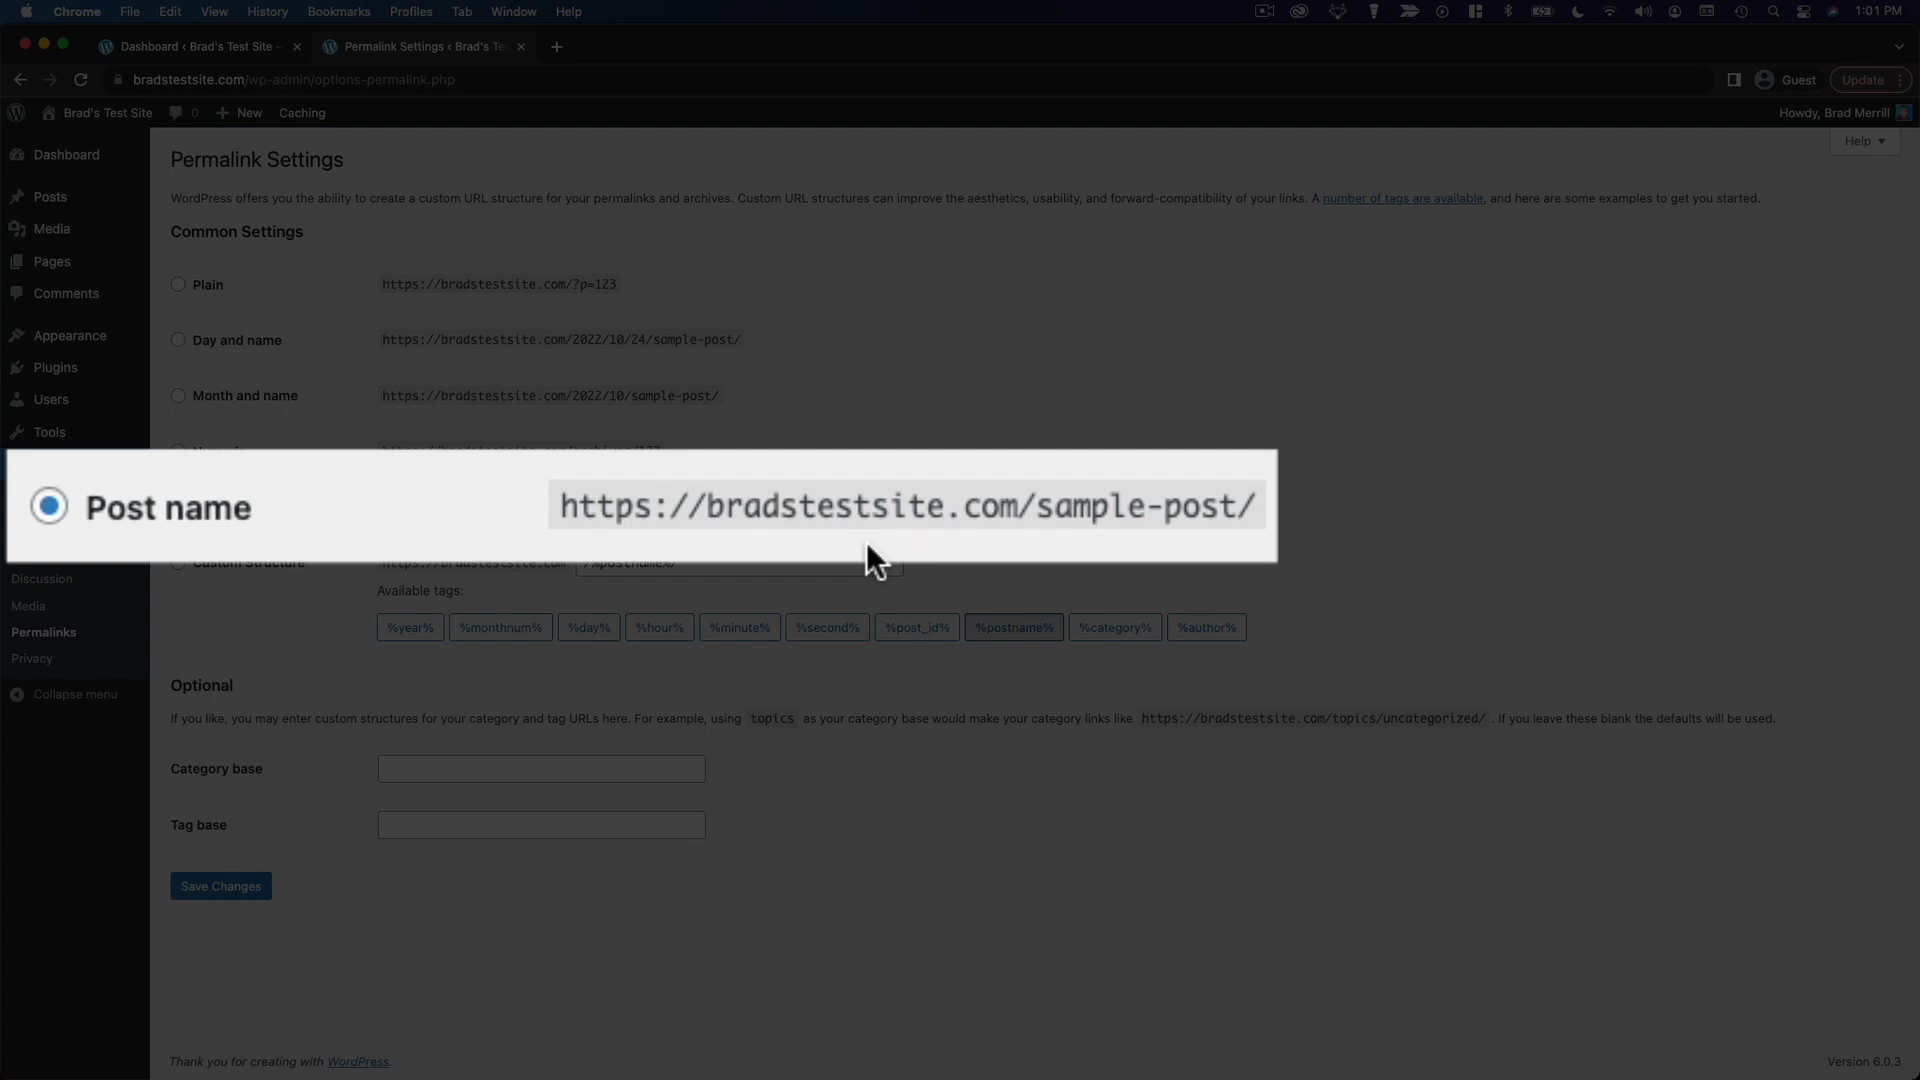 Chrome File Edit View History Bookmarks Profiles Tab Window Help 1:01 PM
Dashboard ‹ Brad's Test Site – Permalink Settings ‹ Brad's Te
bradstestsite.com/wp-admin/options-permalink.php Guest Update
Brad's Test Site 0 New Caching Howdy, Brad Merrill
Help
Dashboard
Posts
Media
Pages
Comments
Appearance
Plugins
Users
Tools
Permalink Settings
WordPress offers you the ability to create a custom URL structure for your permalinks and archives. Custom URL structures can improve the aesthetics, usability, and forward-compatibility of your links. A number of tags are available, and here are some examples to get you started.
Common Settings
Plain https://bradstestsite.com/?p=123
Day and name https://bradstestsite.com/2022/10/24/sample-post/
Month and name https://bradstestsite.com/2022/10/sample-post/
Post name https://bradstestsite.com/sample-post/
Custom Structure https://bradstestsite.com /%postname%/
Available tags:
%year% %monthnum% %day% %hour% %minute% %second% %post_id% %postname% %category% %author%
Discussion
Media
Permalinks
Privacy
Collapse menu
Optional
If you like, you may enter custom structures for your category and tag URLs here. For example, using topics as your category base would make your category links like https://bradstestsite.com/topics/uncategorized/ . If you leave these blank the defaults will be used.
Category base
Tag base
Save Changes
Thank you for creating with WordPress.
Version 6.0.3